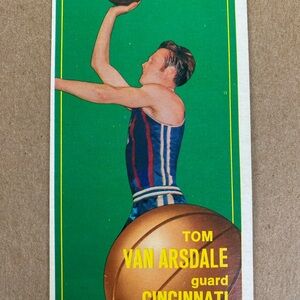 TOM
VAN ARSDALE
guard
CINCINNATI